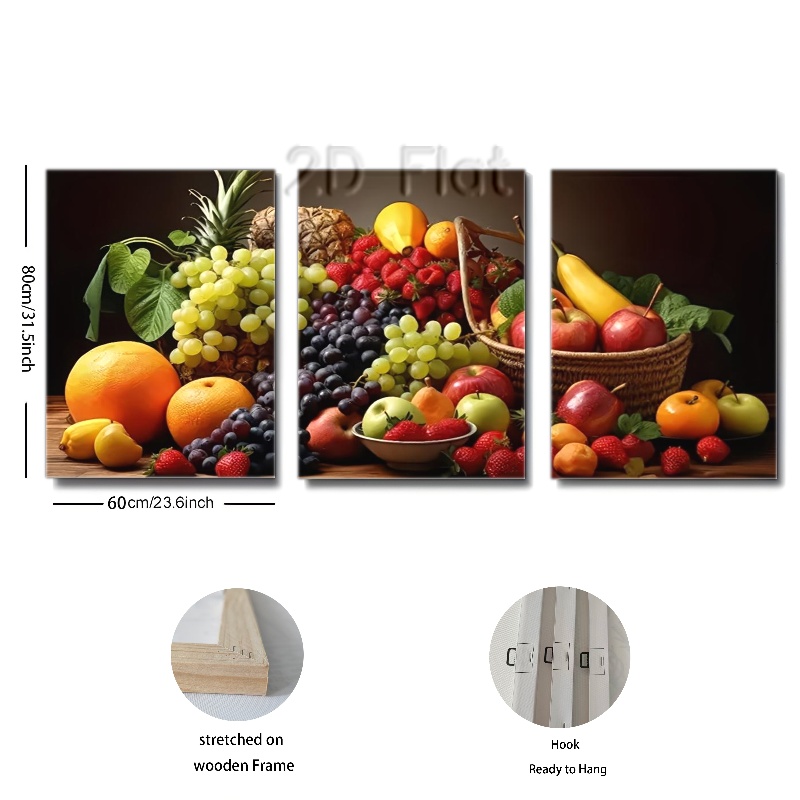 2D Flat
80cm/31.5inch
60cm/23.6inch
stretched on
wooden Frame
Hook
Ready to Hang